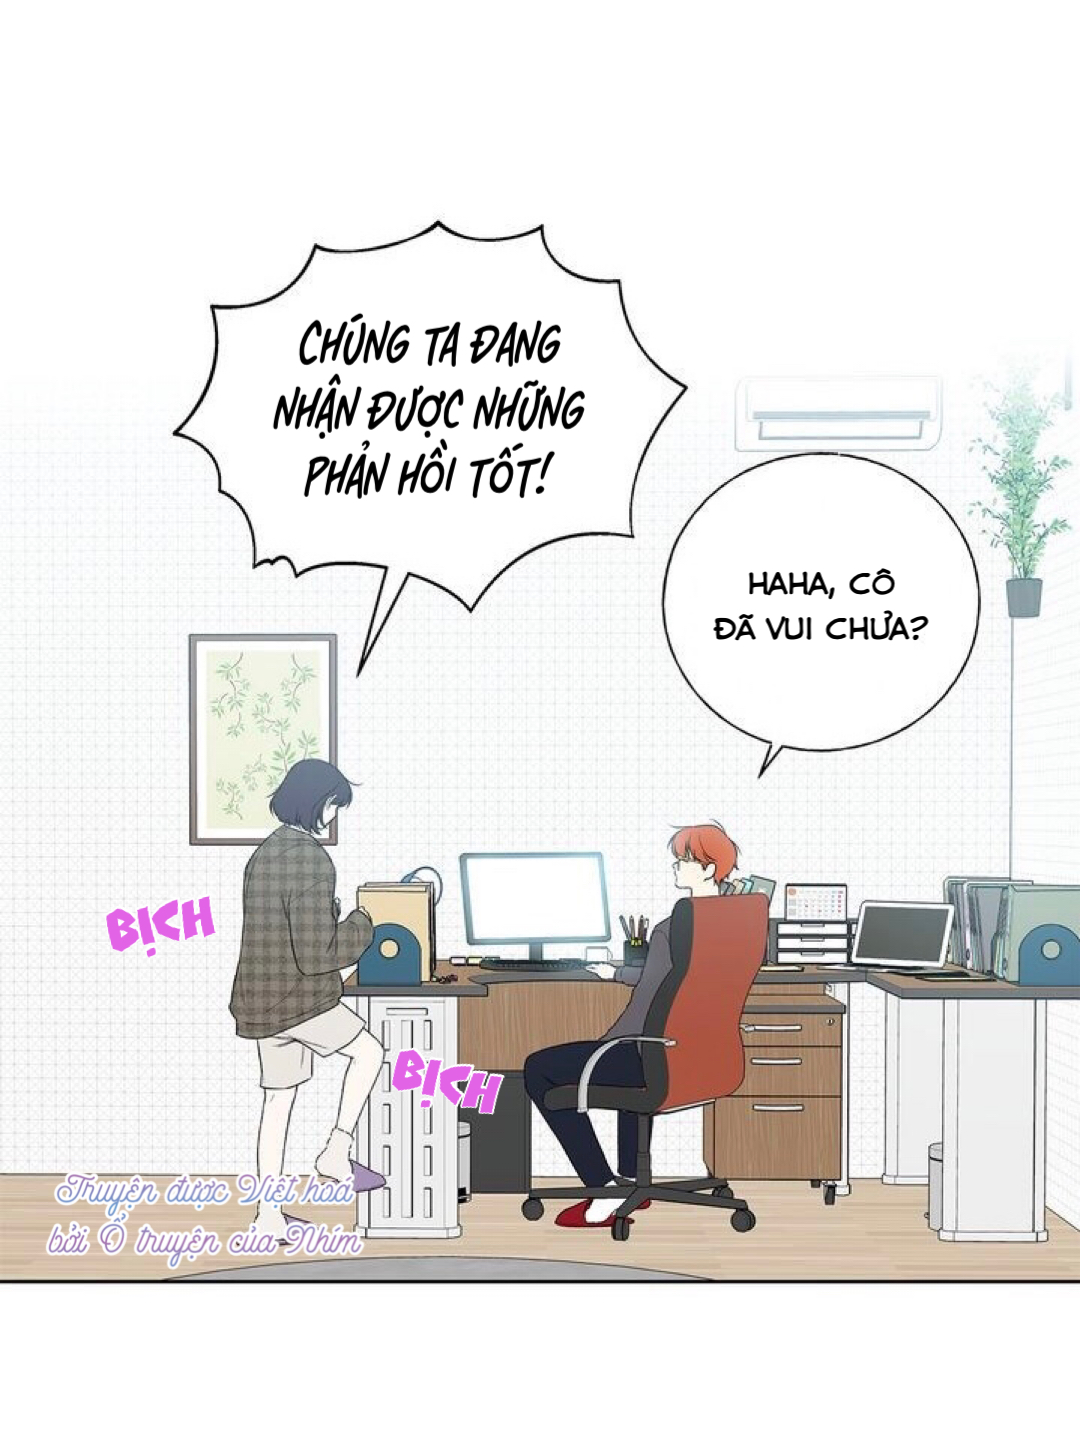 CHÚNG TA ĐANG
NHẬN ĐƯỢC NHỮNG
PHẢN HỒI TỐT!
HAHA, CÔ
ĐÃ VUI CHƯA?
BỊCH
BỊCH
Truyện được Việt hoá
bởi Ổ truyện của Nhím